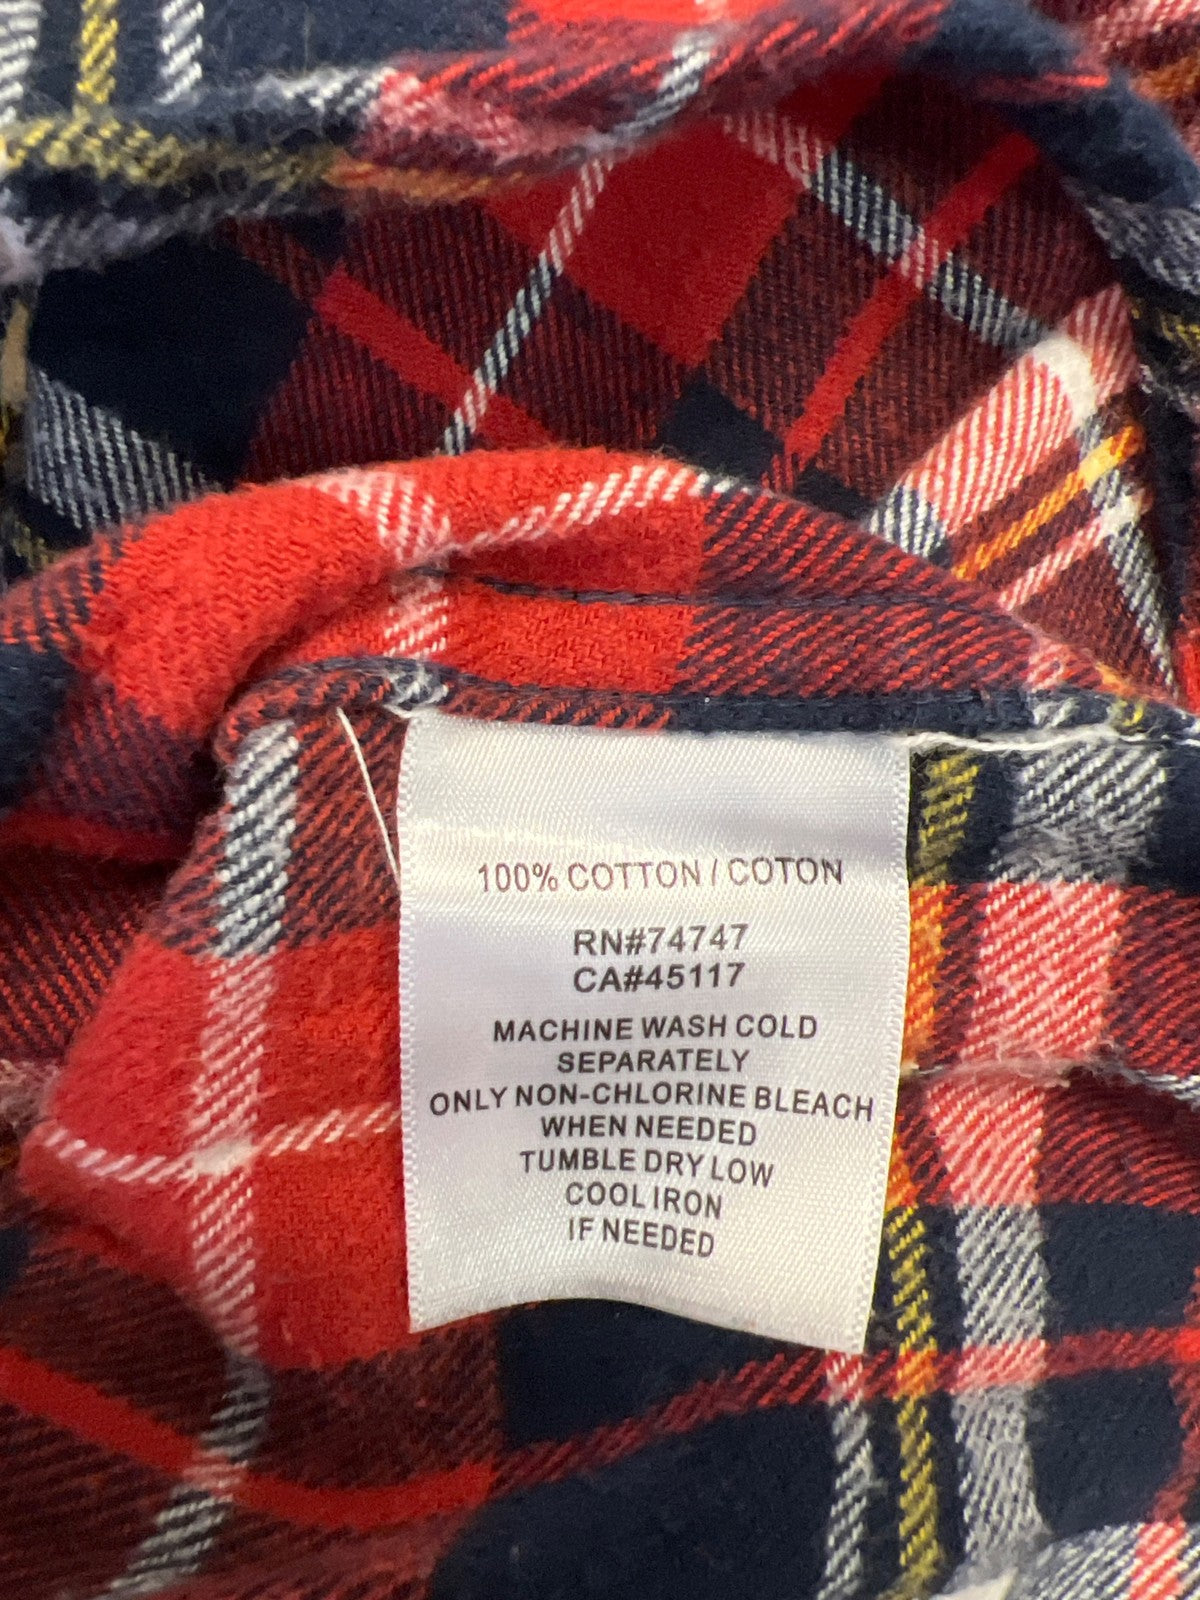 100% COTTON / COTON
RN#74747
CA#45117
MACHINE WASH COLD
SEPARATELY
ONLY NON-CHLORINE BLEACH
WHEN NEEDED
TUMBLE DRY LOW
COOL IRON
IF NEEDED